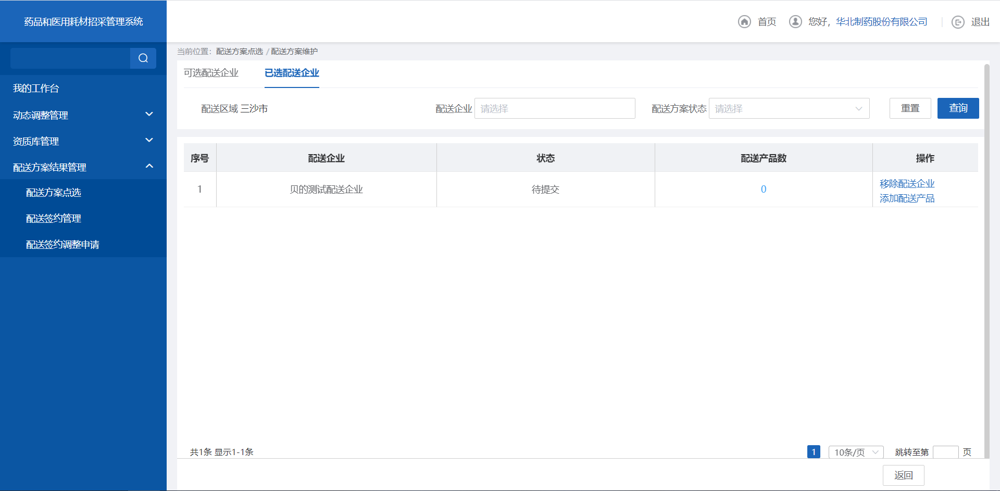 药品和医用耗材招采管理系统
首页
您好，华北制药股份有限公司
退出
当前位置：配送方案点选 / 配送方案维护
我的工作台
动态调整管理
资质库管理
配送方案结果管理
配送方案点选
配送签约管理
配送签约调整申请
可选配送企业
已选配送企业
配送区域 三沙市
配送企业 请选择
配送方案状态 请选择
重置
查询
序号 配送企业 状态 配送产品数 操作
1 贝的测试配送企业 待提交 0 移除配送企业
添加配送产品
共1条 显示1-1条
1 10条/页 跳转至第 页
返回